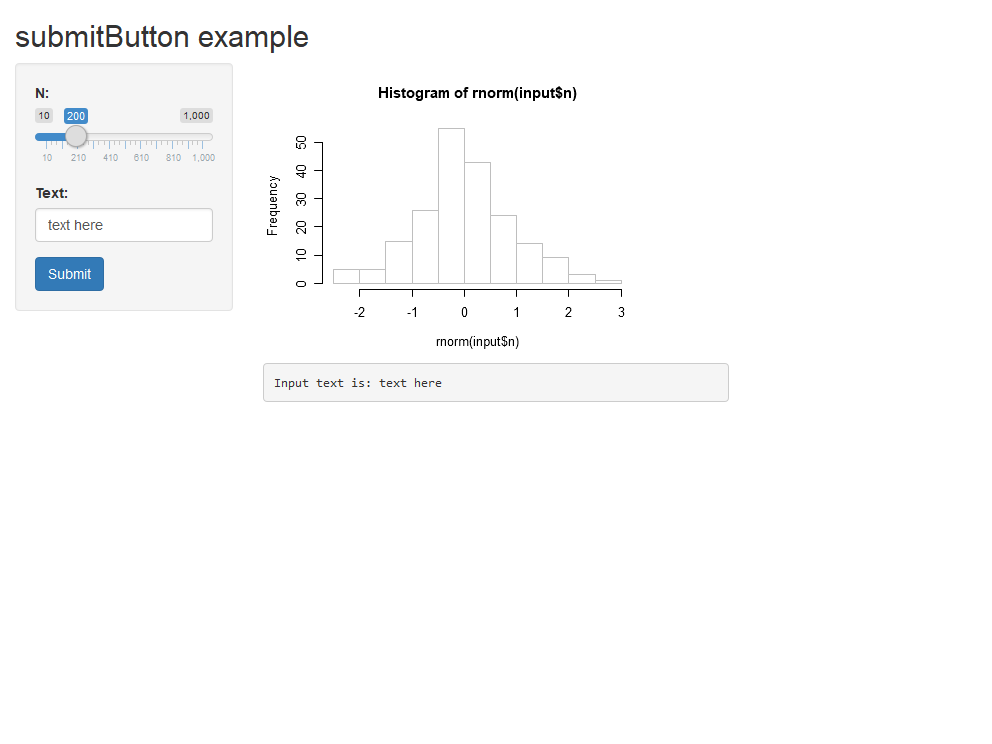 submitButton example
N:
10 200 1,000
10 210 410 610 810 1,000
Text:
text here
Submit
Histogram of rnorm(input$n)
Frequency
50
40
30
20
10
0
-2 -1 0 1 2 3
rnorm(input$n)
Input text is: text here